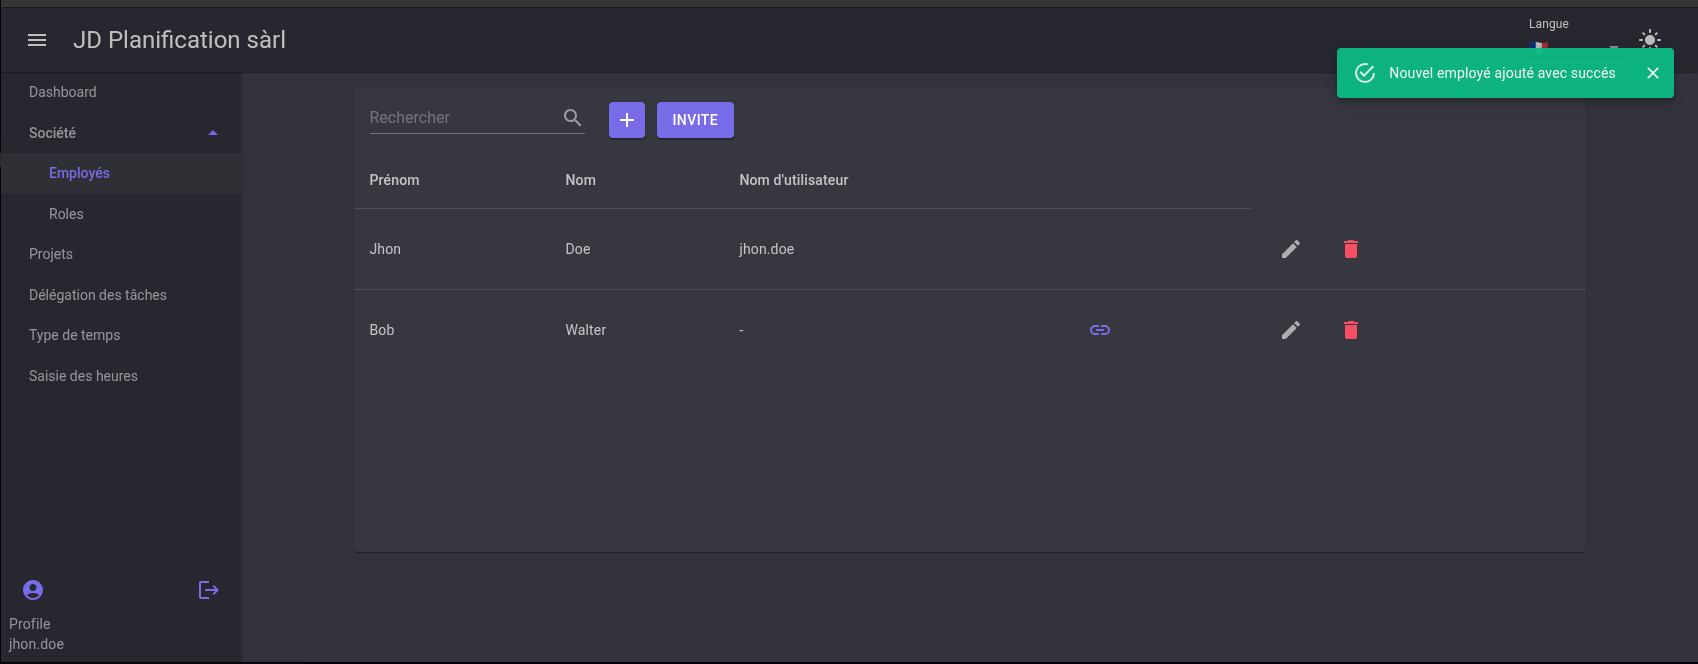 JD Planification sàrl
Langue
Nouvel employé ajouté avec succés
Dashboard
Société
Employés
Roles
Projets
Délégation des tâches
Type de temps
Saisie des heures
Profile
jhon.doe
Rechercher
INVITE
Prénom Nom Nom d'utilisateur
Jhon Doe jhon.doe
Bob Walter -